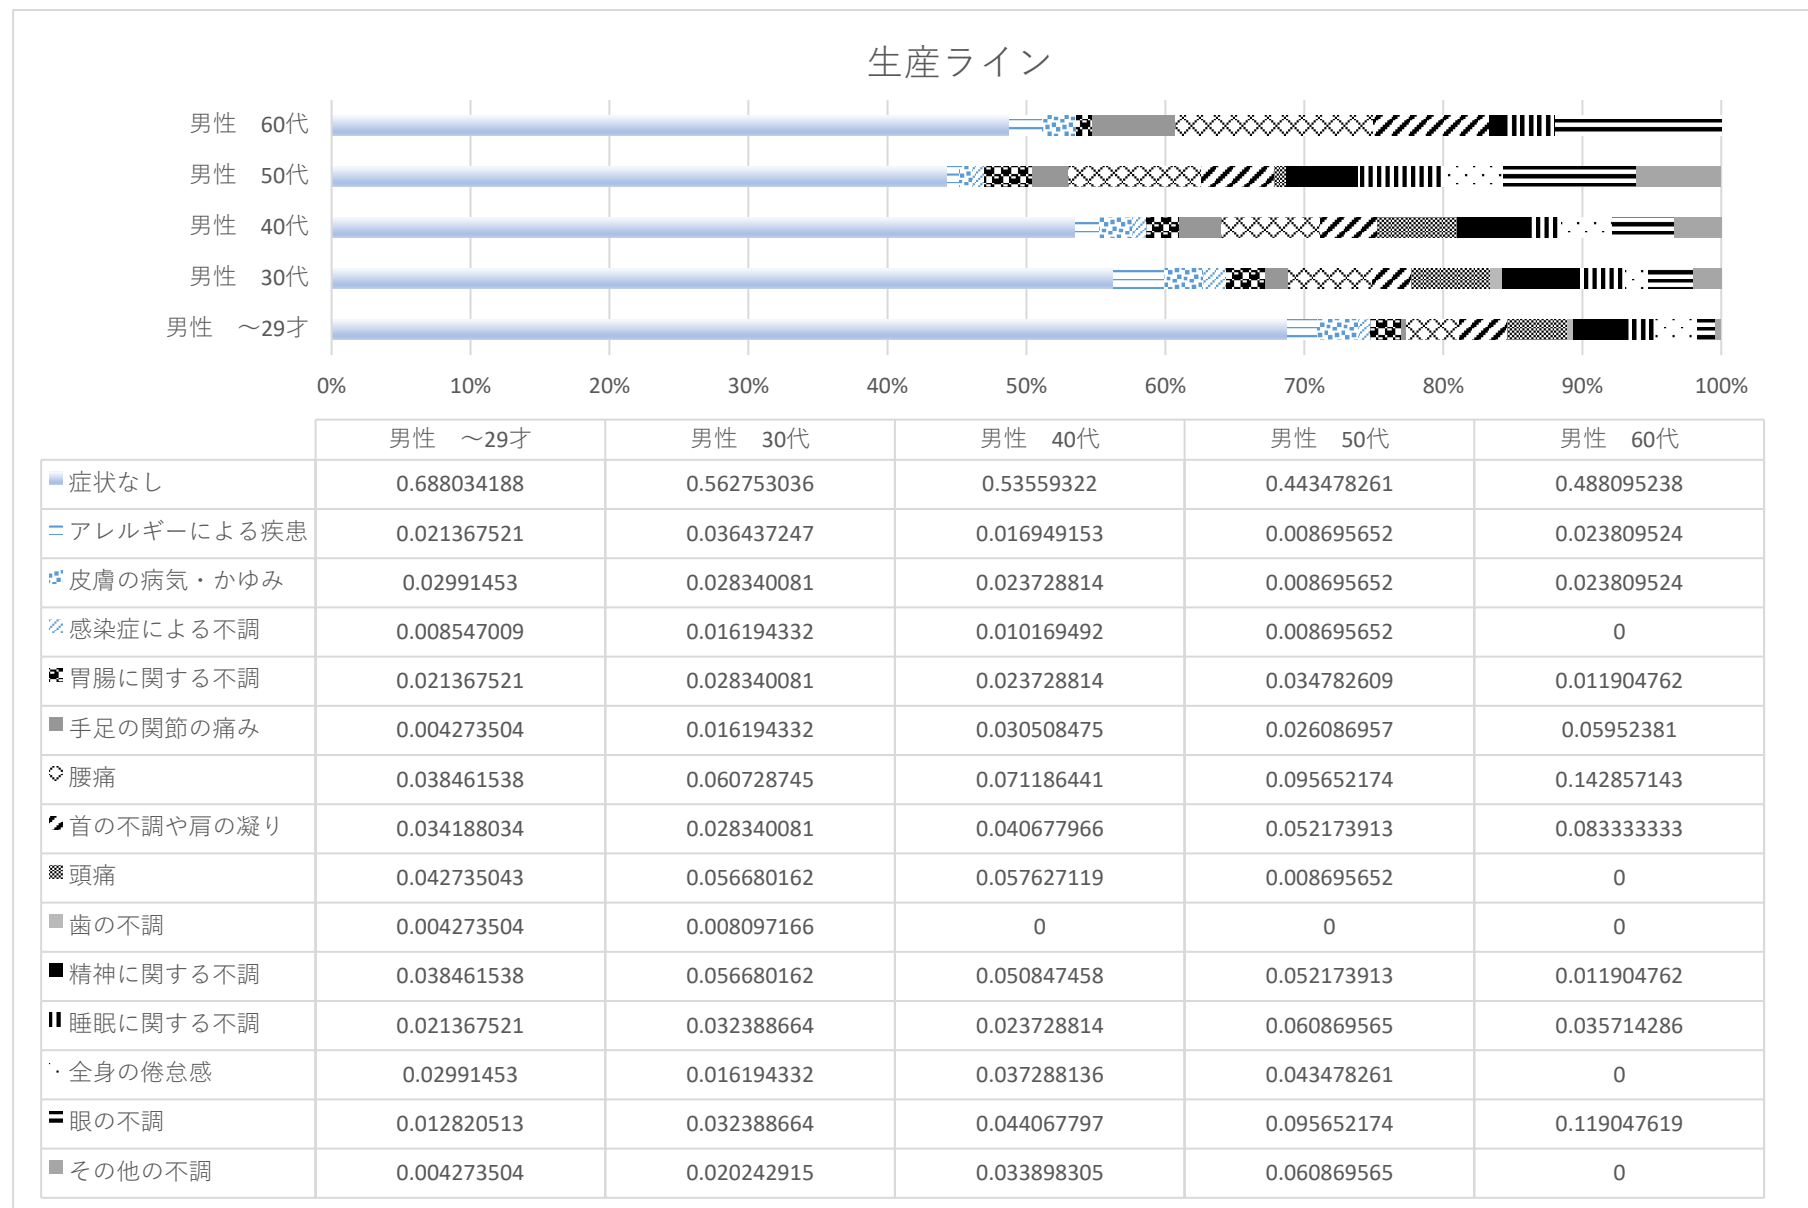 生産ライン
男性　60代
男性　50代
男性　40代
男性　30代
男性　～29才
0% 10% 20% 30% 40% 50% 60% 70% 80% 90% 100%
男性　～29才 男性　30代 男性　40代 男性　50代 男性　60代
症状なし 0.688034188 0.562753036 0.53559322 0.443478261 0.488095238
アレルギーによる疾患 0.021367521 0.036437247 0.016949153 0.008695652 0.023809524
皮膚の病気・かゆみ 0.02991453 0.028340081 0.023728814 0.008695652 0.023809524
感染症による不調 0.008547009 0.016194332 0.010169492 0.008695652 0
胃腸に関する不調 0.021367521 0.028340081 0.023728814 0.034782609 0.011904762
手足の関節の痛み 0.004273504 0.016194332 0.030508475 0.026086957 0.05952381
腰痛 0.038461538 0.060728745 0.071186441 0.095652174 0.142857143
首の不調や肩の凝り 0.034188034 0.028340081 0.040677966 0.052173913 0.083333333
頭痛 0.042735043 0.056680162 0.057627119 0.008695652 0
歯の不調 0.004273504 0.008097166 0 0 0
精神に関する不調 0.038461538 0.056680162 0.050847458 0.052173913 0.011904762
睡眠に関する不調 0.021367521 0.032388664 0.023728814 0.060869565 0.035714286
全身の倦怠感 0.02991453 0.016194332 0.037288136 0.043478261 0
眼の不調 0.012820513 0.032388664 0.044067797 0.095652174 0.119047619
その他の不調 0.004273504 0.020242915 0.033898305 0.060869565 0